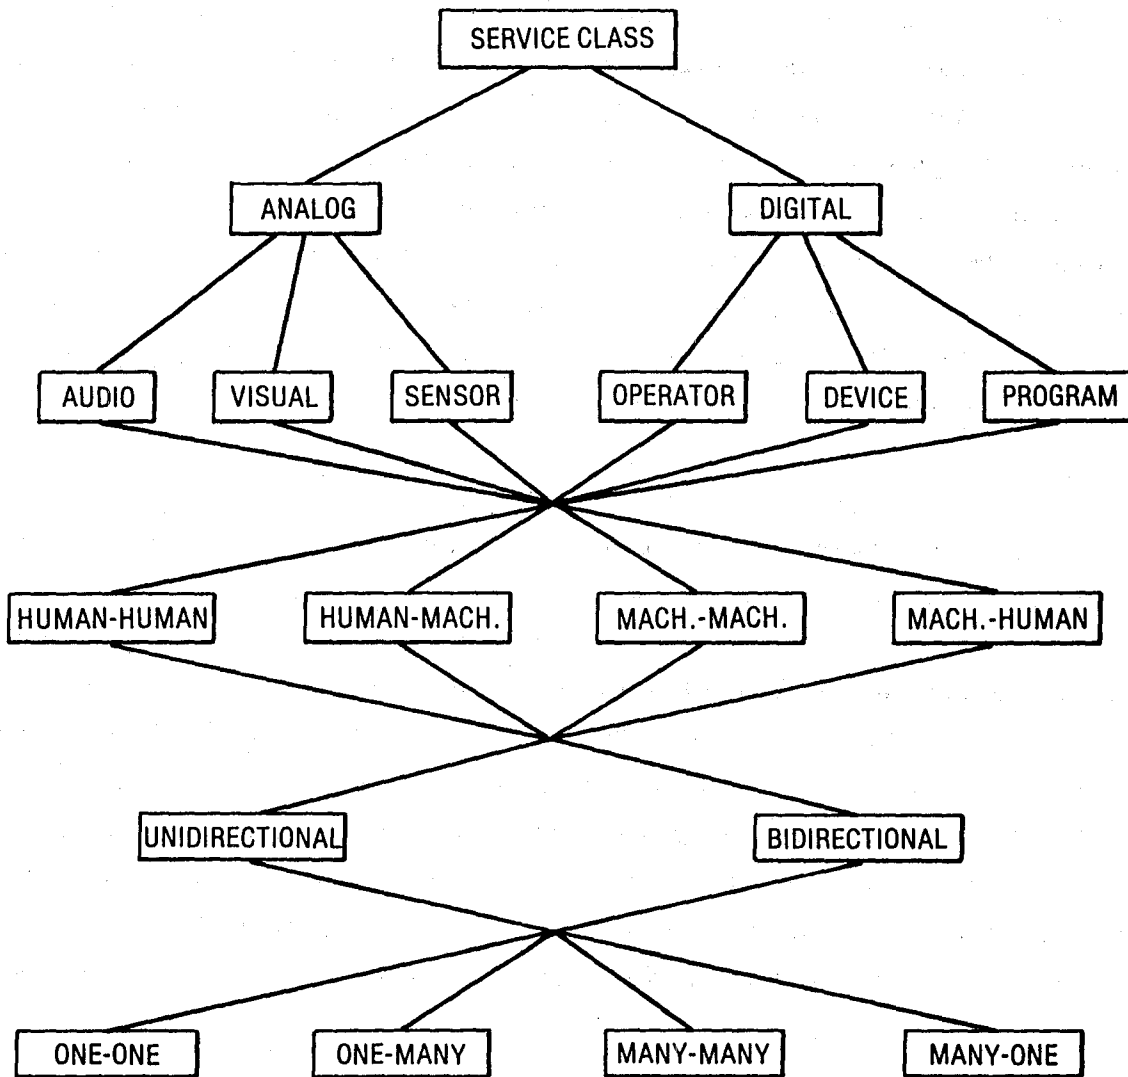 SERVICE CLASS
ANALOG
DIGITAL
AUDIO
VISUAL
SENSOR
OPERATOR
DEVICE
PROGRAM
HUMAN-HUMAN
HUMAN-MACH.
MACH.-MACH.
MACH.-HUMAN
UNIDIRECTIONAL
BIDIRECTIONAL
ONE-ONE
ONE-MANY
MANY-MANY
MANY-ONE